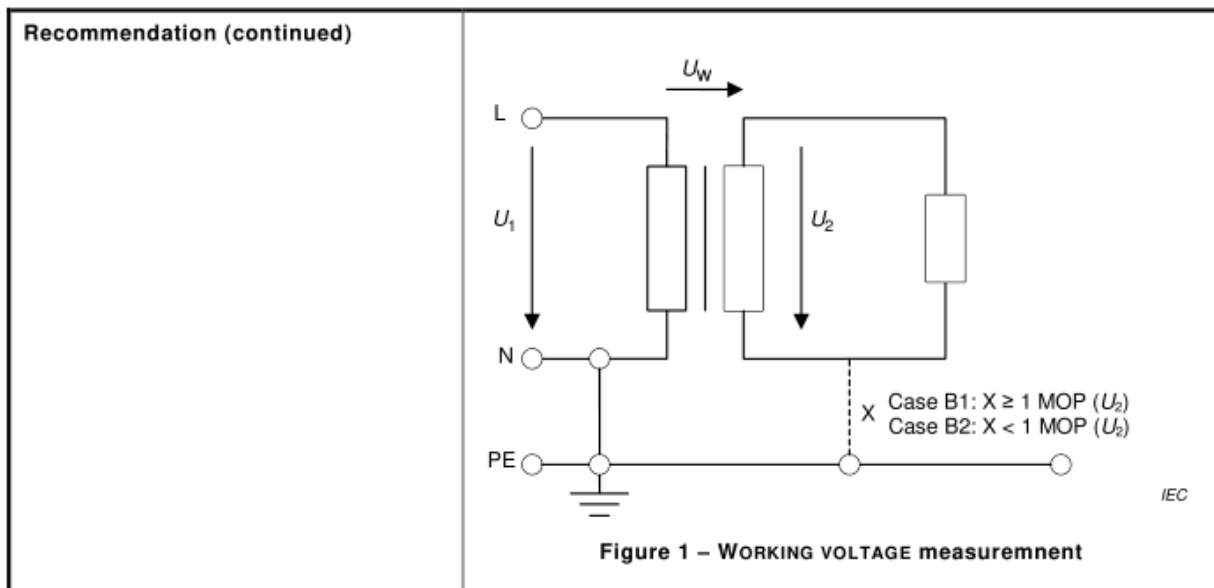 Recommendation (continued)
UW
L
U1
U2
N
X
Case B1: X ≥ 1 MOP (U2)
Case B2: X < 1 MOP (U2)
PE
IEC
Figure 1 – WORKING VOLTAGE measuremnent